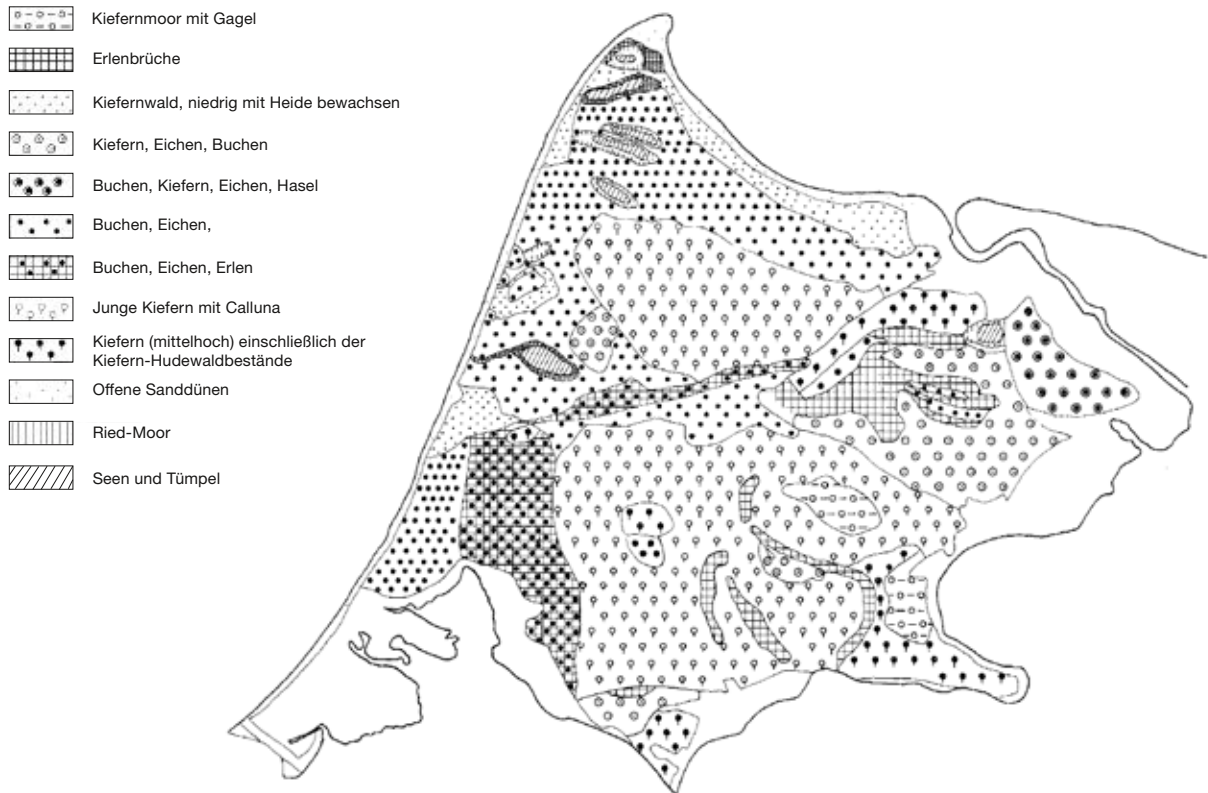 Kiefernmoor mit Gagel
Erlenbrüche
Kiefernwald, niedrig mit Heide bewachsen
Kiefern, Eichen, Buchen
Buchen, Kiefern, Eichen, Hasel
Buchen, Eichen,
Buchen, Eichen, Erlen
Junge Kiefern mit Calluna
Kiefern (mittelhoch) einschließlich der
Kiefern-Hudewaldbestände
Offene Sanddünen
Ried-Moor
Seen und Tümpel